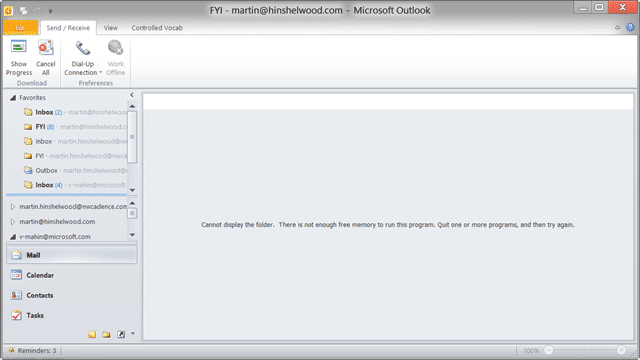 FYI - martin@hinshelwood.com - Microsoft Outlook
File
Send / Receive
View
Controlled Vocab
Show Progress
Cancel All
Dial-Up Connection
Work Offline
Download
Preferences
Favorites
Inbox (2) - martin@hinshelwood
FYI (8) - martin@hinshelwood.c
Inbox - martin.hinshelwood@nw
FYI - martin.hinshelwood@nwcad
Outbox - martin.hinshelwood@
Inbox (4) - v-mahin@microsoft.
martin.hinshelwood@nwcadence.com
martin@hinshelwood.com
v-mahin@microsoft.com
Cannot display the folder. There is not enough free memory to run this program. Quit one or more programs, and then try again.
Mail
Calendar
Contacts
Tasks
Reminders: 3
100%